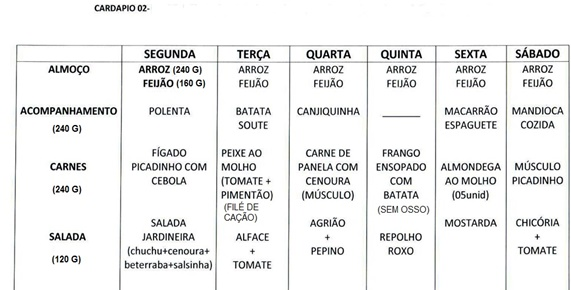 CARDAPIO 02-
SEGUNDA TERÇA QUARTA QUINTA SEXTA SÁBADO
ALMOÇO ARROZ (240 G) ARROZ ARROZ ARROZ ARROZ ARROZ
FEIJÃO (160 G) FEIJÃO FEIJÃO FEIJÃO FEIJÃO FEIJÃO
ACOMPANHAMENTO POLENTA BATATA CANJIQUINHA ______ MACARRÃO MANDIOCA
(240 G) SOUTE ESPAGUETE COZIDA
FÍGADO PEIXE AO CARNE DE FRANGO
CARNES PICADINHO COM MOLHO PANELA COM ENSOPADO ALMONDEGA MÚSCULO
(240 G) CEBOLA (TOMATE + CENOURA COM AO MOLHO PICADINHO
PIMENTÃO) (MÚSCULO) BATATA (05unid)
(FILÉ DE (SEM OSSO)
CAÇÃO)
SALADA AGRIÃO MOSTARDA CHICÓRIA
SALADA JARDINEIRA ALFACE + REPOLHO +
(120 G) (chuchu+cenoura+ + PEPINO ROXO TOMATE
beterraba+salsinha) TOMATE